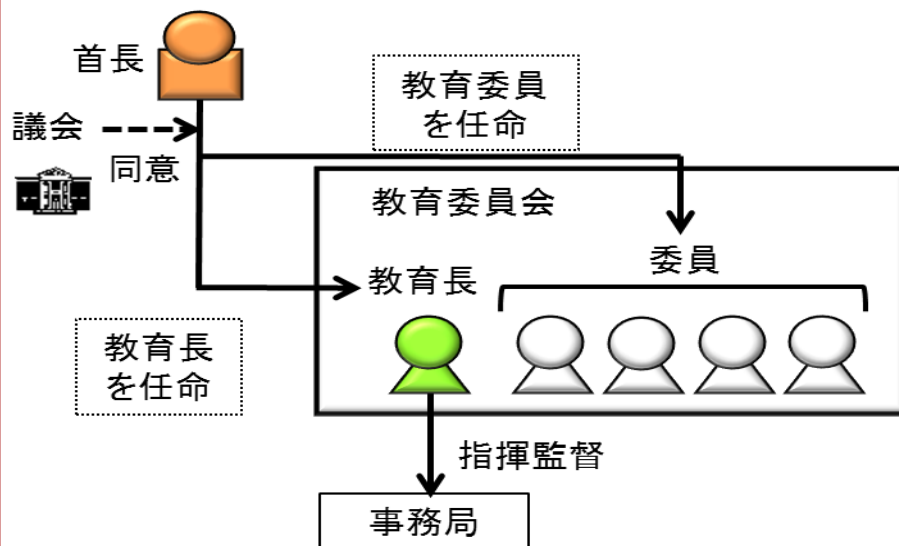 首長
教育委員
を任命
議会
同意
教育委員会
委員
教育長
教育長
を任命
指揮監督
事務局